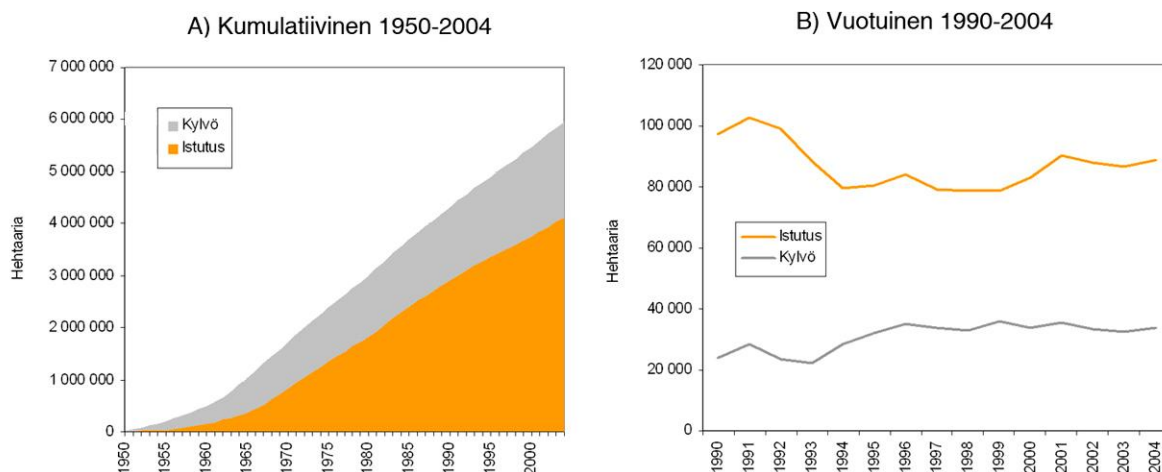 A) Kumulatiivinen 1950-2004
7 000 000
6 000 000
5 000 000
4 000 000
3 000 000
2 000 000
1 000 000
0
Hehtaaria
Kylvö
Istutus
1950
1955
1960
1965
1970
1975
1980
1985
1990
1995
2000
B) Vuotuinen 1990-2004
120 000
100 000
80 000
60 000
40 000
20 000
0
Hehtaaria
Istutus
Kylvö
1990
1991
1992
1993
1994
1995
1996
1997
1998
1999
2000
2001
2002
2003
2004